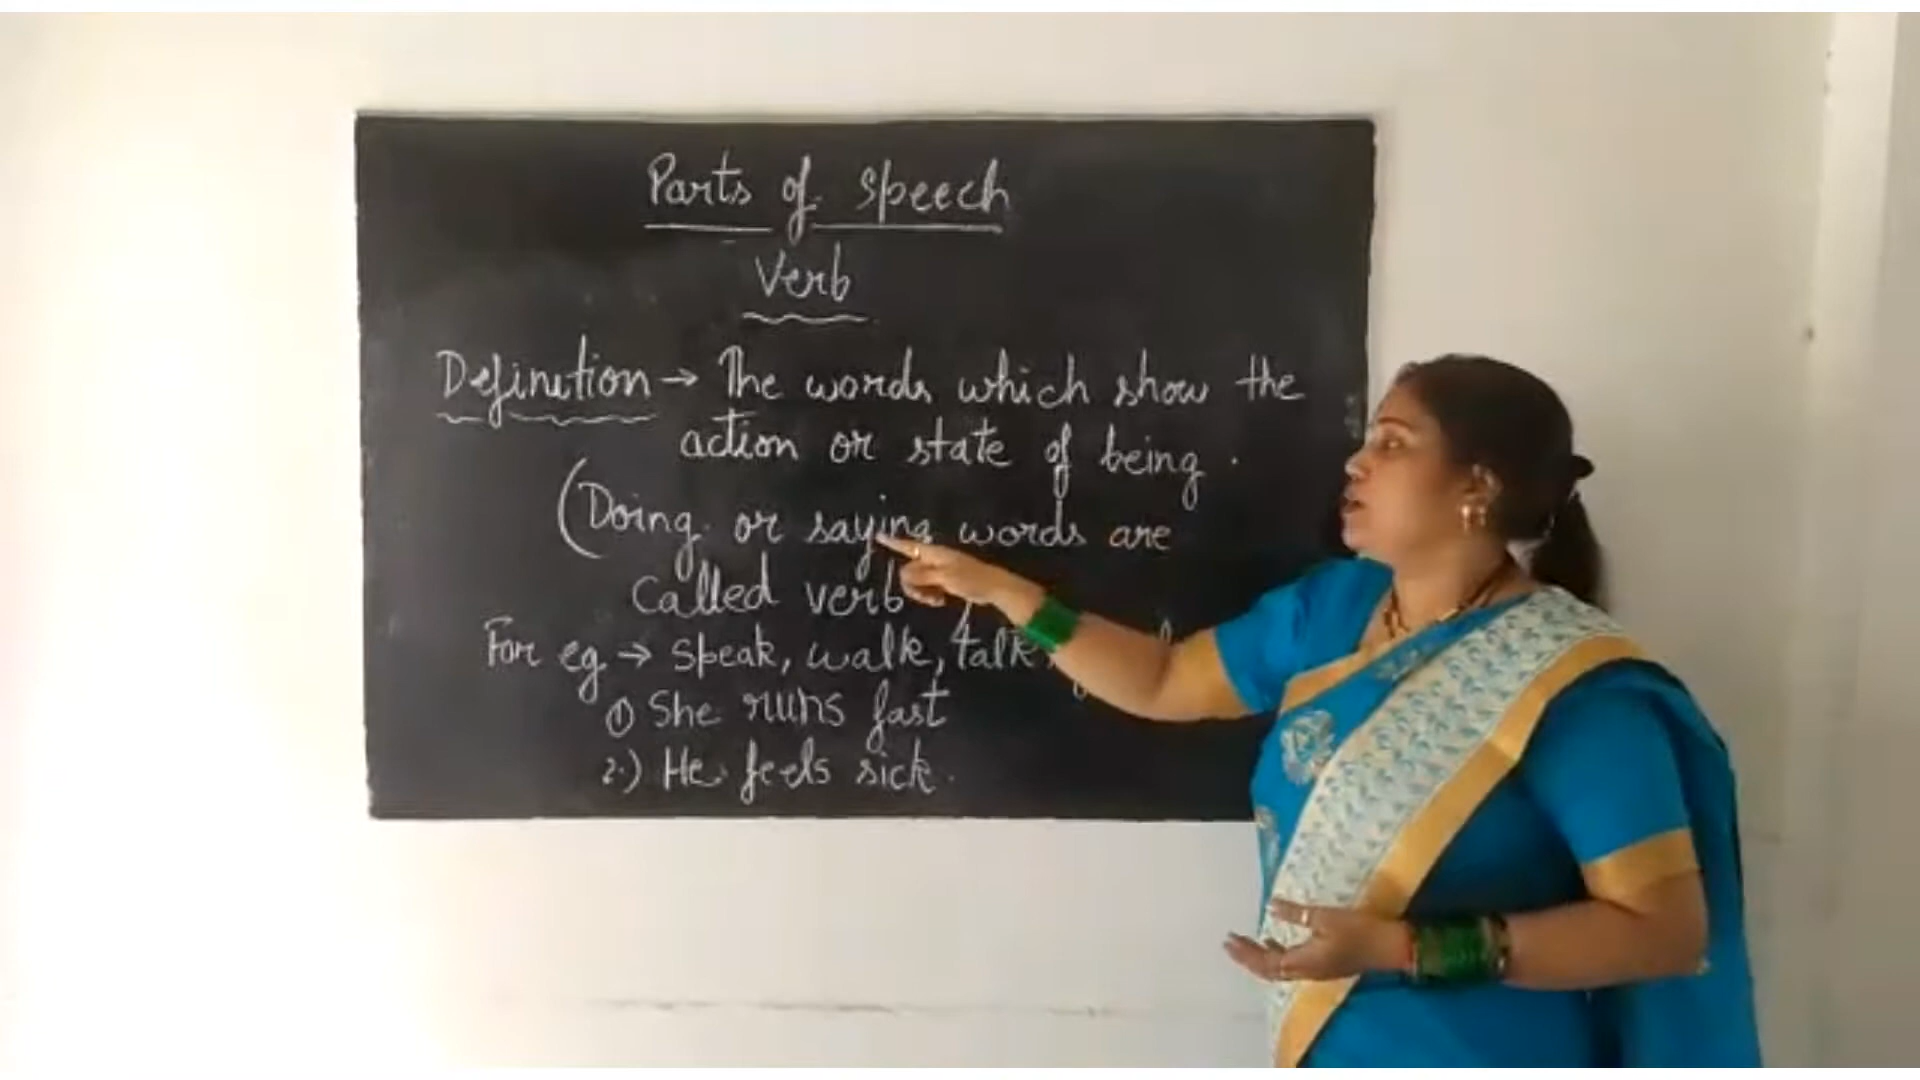 Parts of speech
Verb
Definition → The words which show the
action or state of being.
(Doing or saying words are
called verb
For eg → speak, walk, talk
① She runs fast
2.) He feels sick.